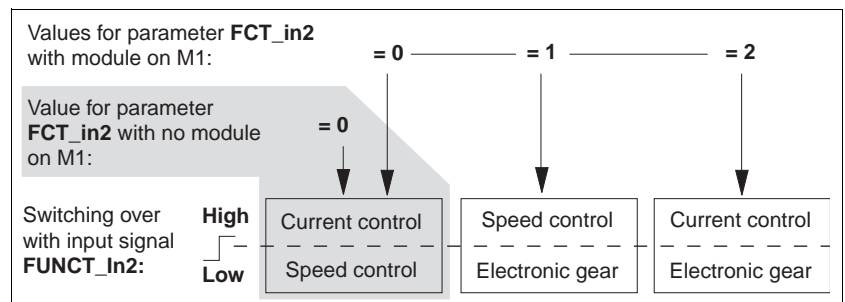 Values for parameter FCT_in2
with module on M1:
= 0 = 1 = 2
Value for parameter
FCT_in2 with no module
on M1:
= 0
Switching over
with input signal
FUNCT_In2:
High
Low
Current control
Speed control
Speed control
Electronic gear
Current control
Electronic gear